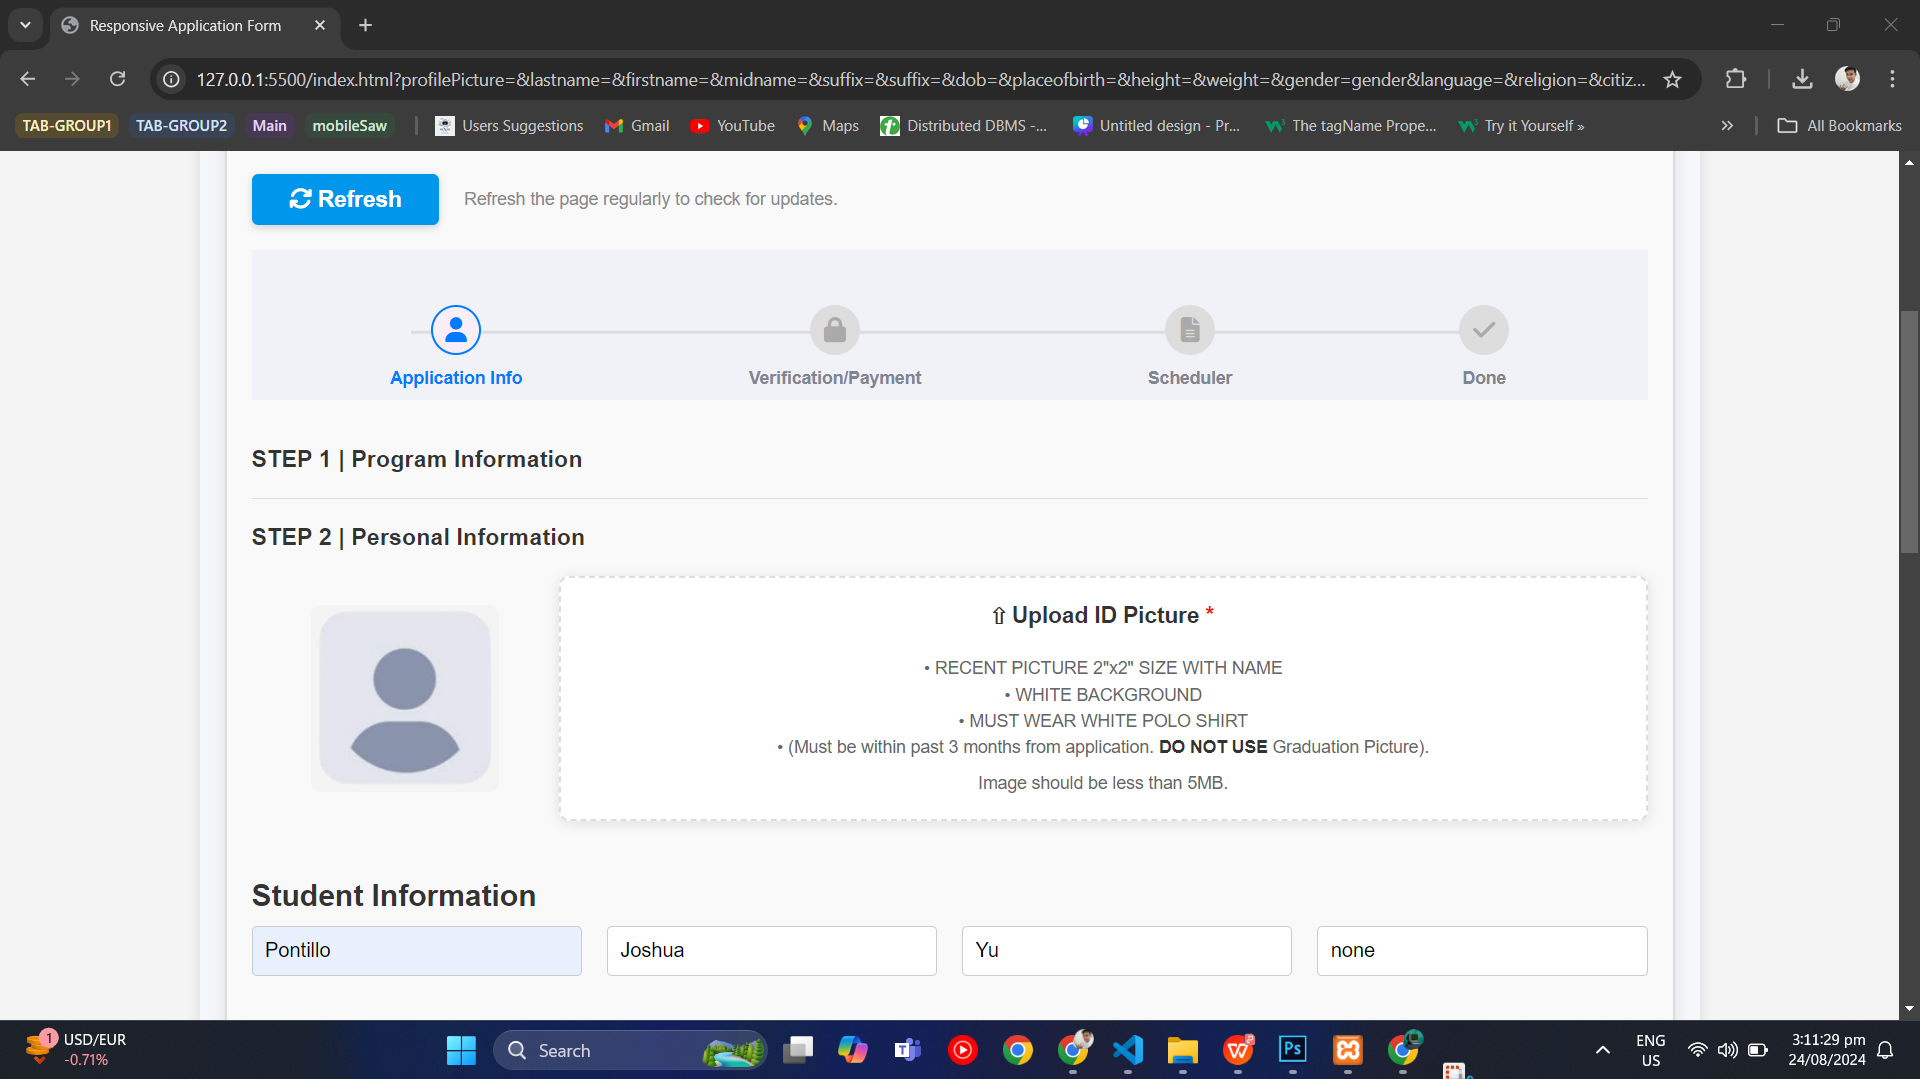 Responsive Application Form
127.0.0.1:5500/index.html?profilePicture=&lastname=&firstname=&midname=&suffix=&suffix=&dob=&placeofbirth=&height=&weight=&gender=gender&language=&religion=&citiz...
TAB-GROUP1 TAB-GROUP2 Main mobileSaw Users Suggestions Gmail YouTube Maps Distributed DBMS -... Untitled design - Pr... The tagName Prope... Try it Yourself » » All Bookmarks
Refresh Refresh the page regularly to check for updates.
Application Info Verification/Payment Scheduler Done
STEP 1 | Program Information
STEP 2 | Personal Information
⇧ Upload ID Picture *
• RECENT PICTURE 2"x2" SIZE WITH NAME
• WHITE BACKGROUND
• MUST WEAR WHITE POLO SHIRT
• (Must be within past 3 months from application. DO NOT USE Graduation Picture).
Image should be less than 5MB.
Student Information
Pontillo Joshua Yu none
1 USD/EUR
-0.71%
Search
Ps
ENG
US
3:11:29 pm
24/08/2024